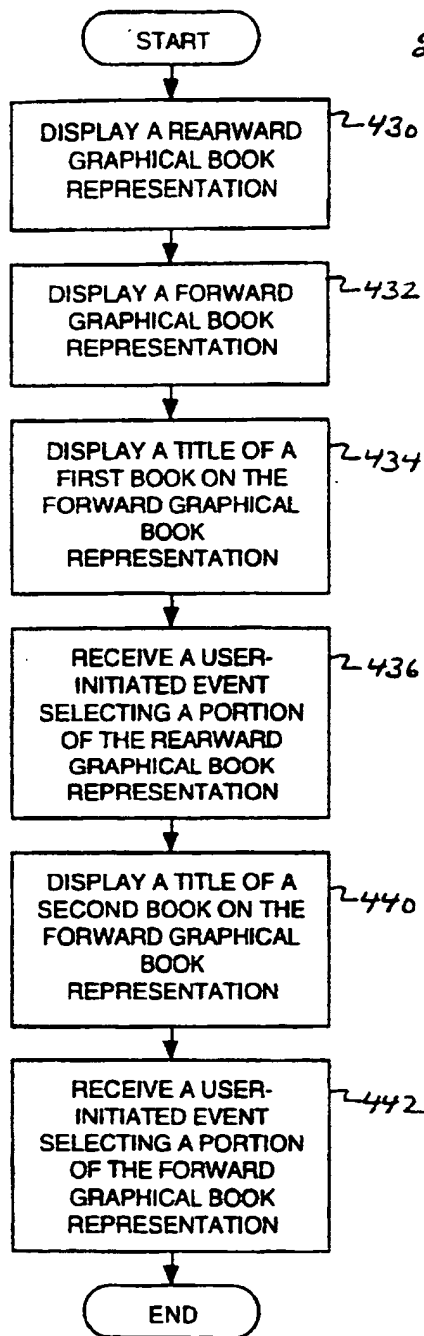 START
DISPLAY A REARWARD
GRAPHICAL BOOK
REPRESENTATION
430
DISPLAY A FORWARD
GRAPHICAL BOOK
REPRESENTATION
432
DISPLAY A TITLE OF A
FIRST BOOK ON THE
FORWARD GRAPHICAL
BOOK
REPRESENTATION
434
RECEIVE A USER-
INITIATED EVENT
SELECTING A PORTION
OF THE REARWARD
GRAPHICAL BOOK
REPRESENTATION
436
DISPLAY A TITLE OF A
SECOND BOOK ON THE
FORWARD GRAPHICAL
BOOK
REPRESENTATION
440
RECEIVE A USER-
INITIATED EVENT
SELECTING A PORTION
OF THE FORWARD
GRAPHICAL BOOK
REPRESENTATION
442
END